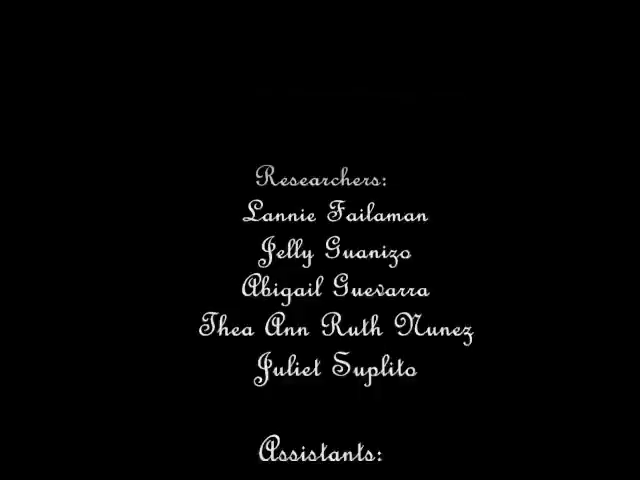 Researchers:
Lannie Failaman
Jelly Guanizo
Abigail Guevarra
Thea Ann Ruth Nunez
Juliet Suplito
Assistants: